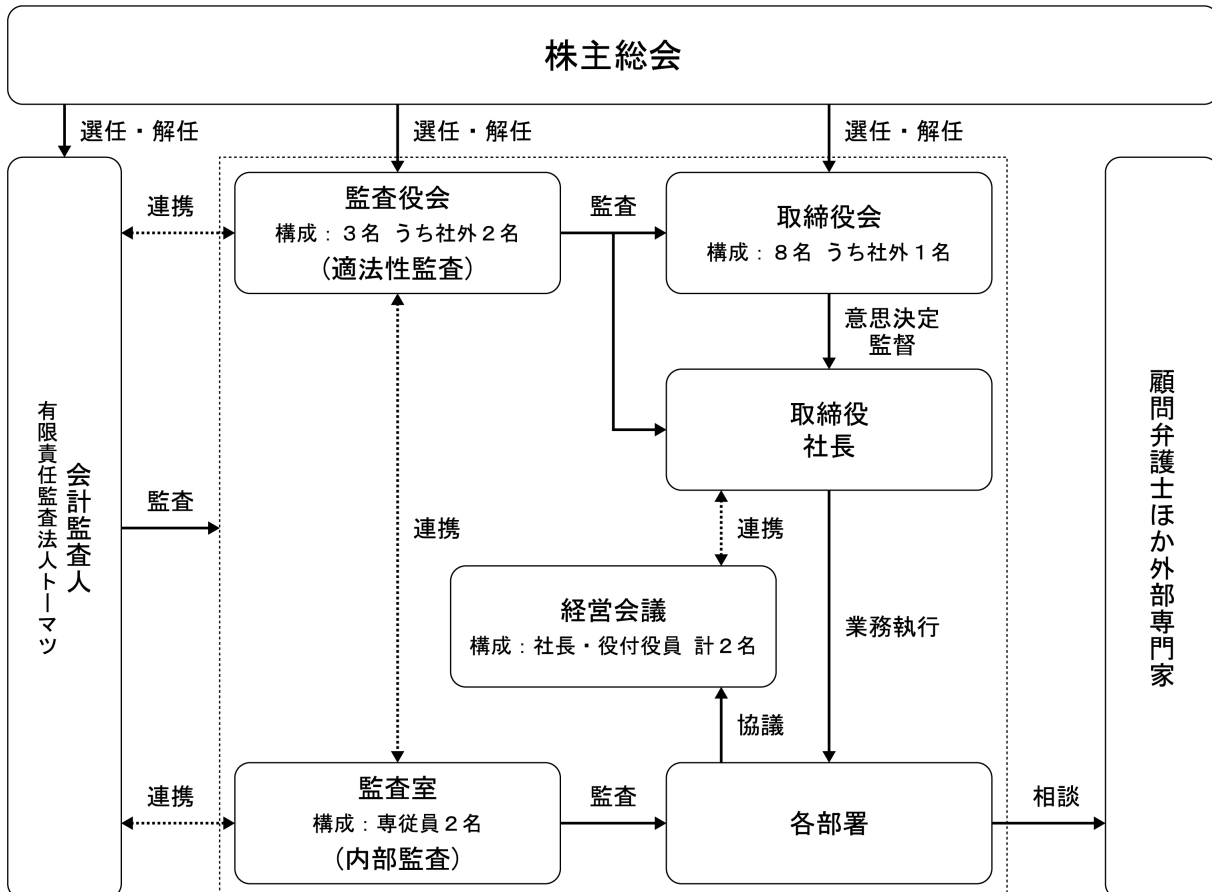 株主総会
選任・解任
選任・解任
選任・解任
監査役会
構成：３名 うち社外２名
（適法性監査）
連携
監査
取締役会
構成：８名 うち社外１名
意思決定
監督
取締役
社長
会計監査人
有限責任監査法人トーマツ
監査
連携
連携
経営会議
構成：社長・役付役員 計２名
業務執行
協議
顧問弁護士ほか外部専門家
連携
監査室
構成：専従員２名
（内部監査）
監査
各部署
相談